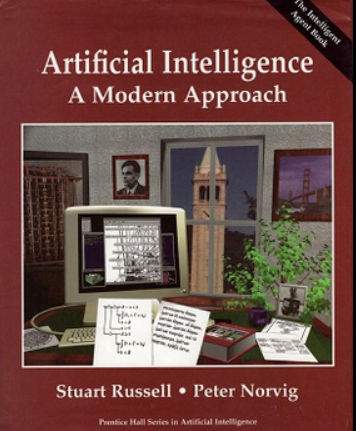 The Intelligent
Agent Book
Artificial Intelligence
A Modern Approach
Stuart Russell • Peter Norvig
Prentice Hall Series in Artificial Intelligence